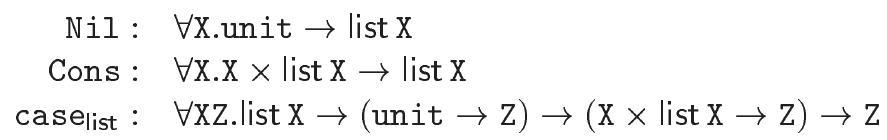 Nil : ∀X.unit → list X
Cons : ∀X.X × list X → list X
case_list : ∀XZ.list X → (unit → Z) → (X × list X → Z) → Z